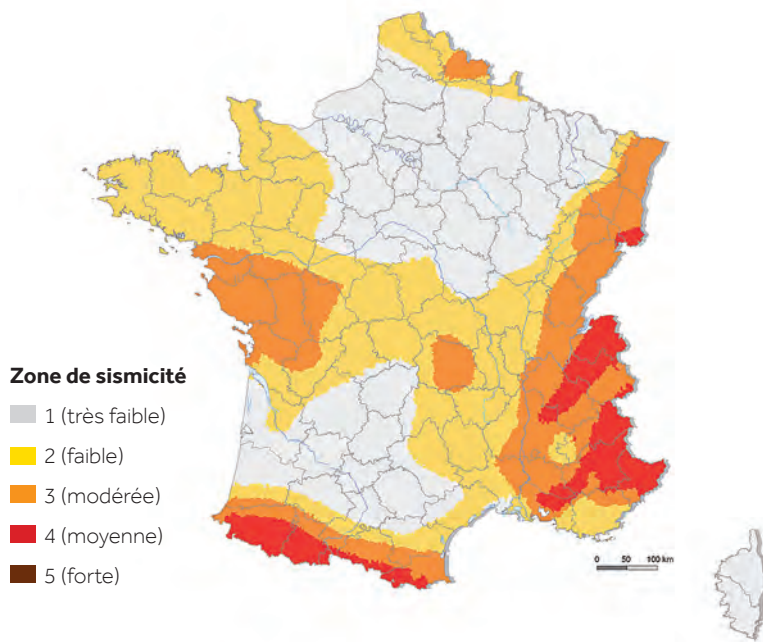 Zone de sismicité
1 (très faible)
2 (faible)
3 (modérée)
4 (moyenne)
5 (forte)
0 50 100 km